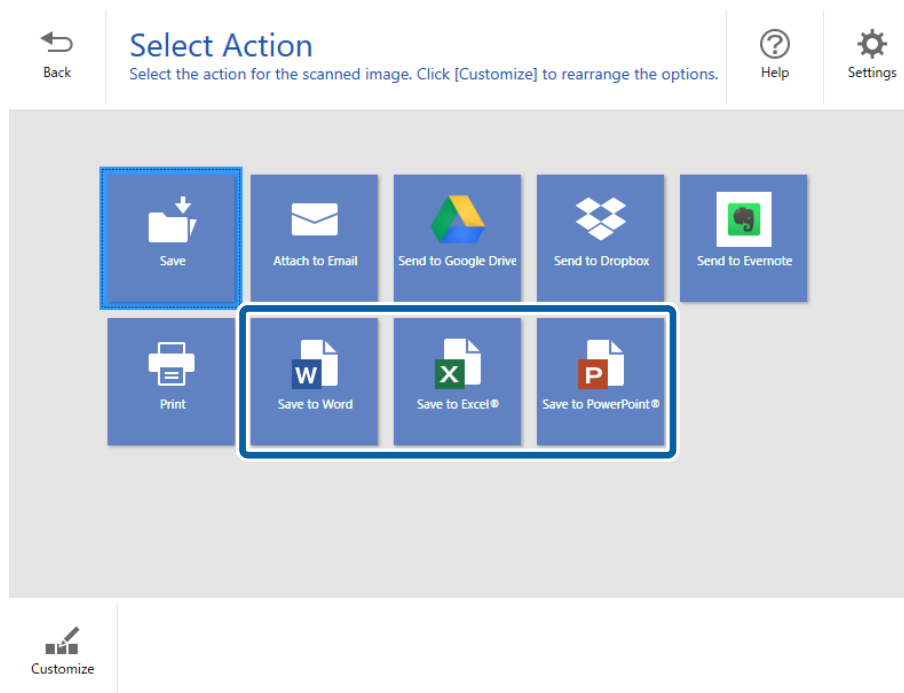 Select Action
Select the action for the scanned image. Click [Customize] to rearrange the options.
Back
Help
Settings
Save
Attach to Email
Send to Google Drive
Send to Dropbox
Send to Evernote
Print
W
Save to Word
X
Save to Excel®
P
Save to PowerPoint®
Customize